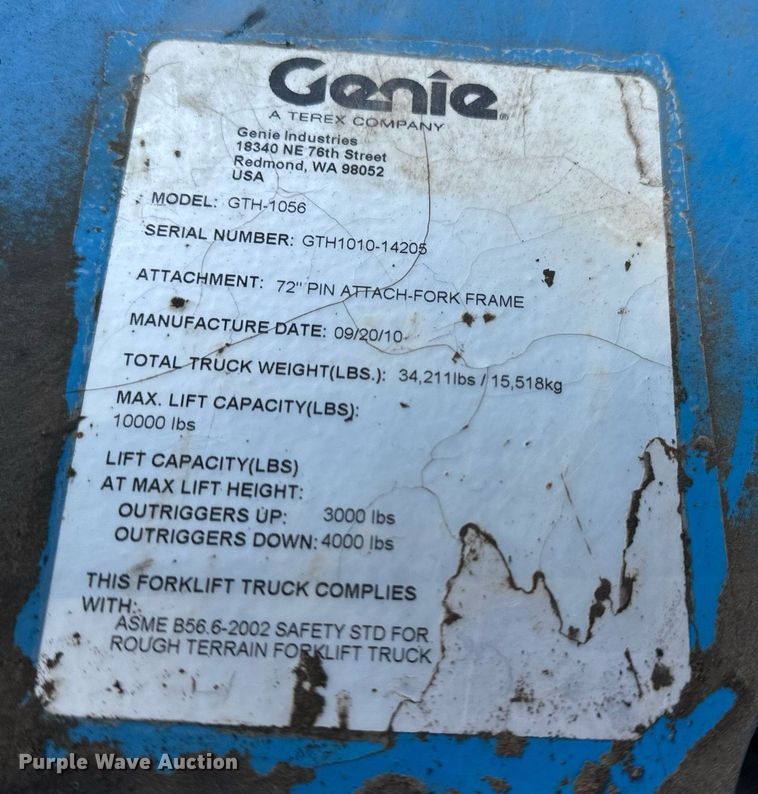 Genie
A TEREX COMPANY
Genie Industries
18340 NE 76th Street
Redmond, WA 98052
USA
MODEL: GTH-1056
SERIAL NUMBER: GTH1010-14205
ATTACHMENT: 72" PIN ATTACH-FORK FRAME
MANUFACTURE DATE: 09/20/10
TOTAL TRUCK WEIGHT(LBS.): 34,211lbs / 15,518kg
MAX. LIFT CAPACITY(LBS):
10000 lbs
LIFT CAPACITY(LBS)
AT MAX LIFT HEIGHT:
OUTRIGGERS UP: 3000 lbs
OUTRIGGERS DOWN: 4000 lbs
THIS FORKLIFT TRUCK COMPLIES
WITH:
ASME B56.6-2002 SAFETY STD FOR
ROUGH TERRAIN FORKLIFT TRUCK
Purple Wave Auction